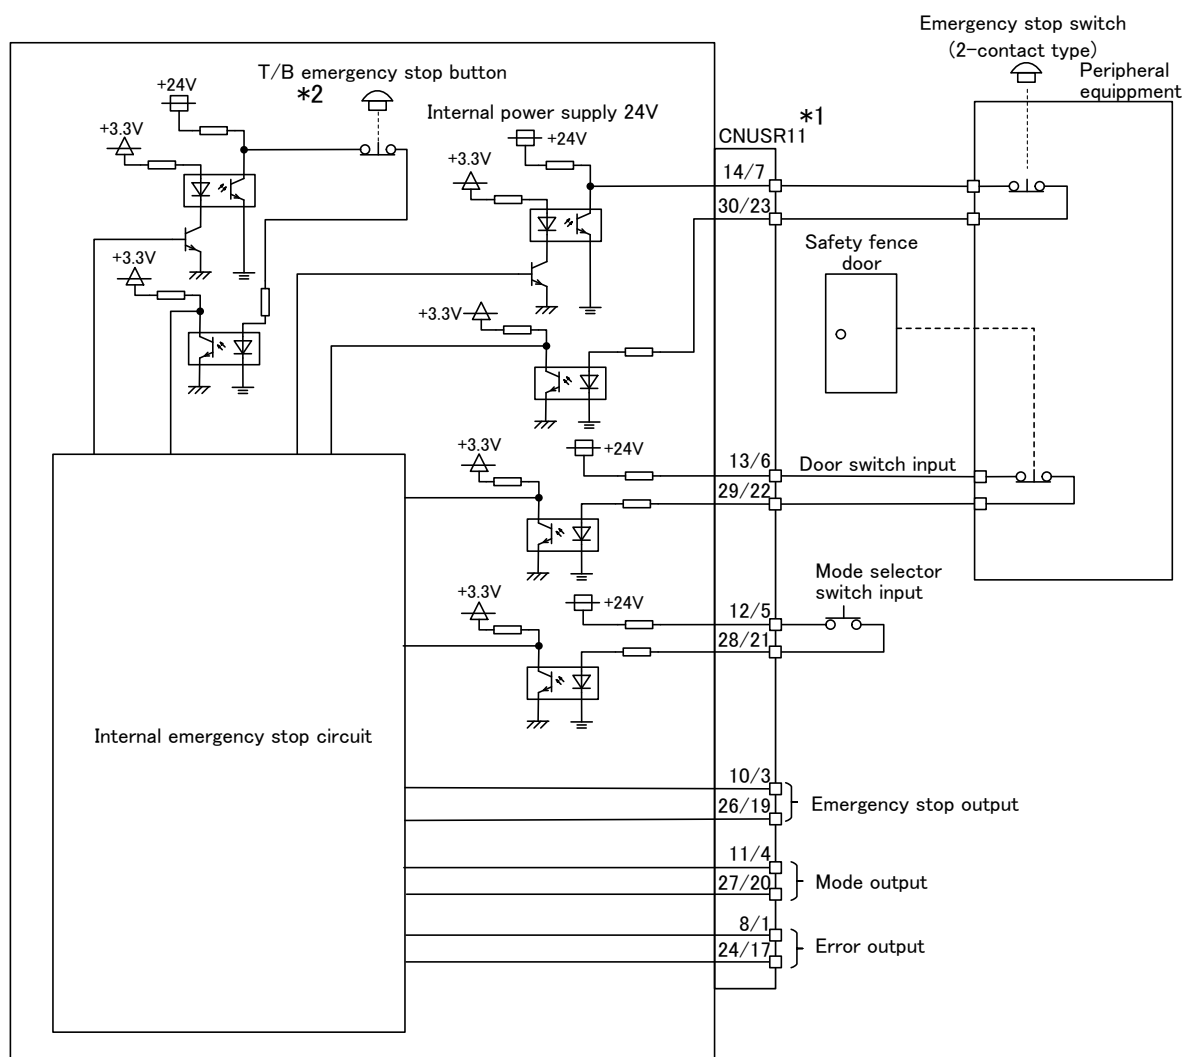 Emergency stop switch
(2-contact type)
Peripheral
equippment
T/B emergency stop button
*2
+24V
+3.3V
Internal power supply 24V
+24V
+3.3V
*1
CNUSR11
14/7
30/23
+3.3V
+3.3V
Safety fence
door
+3.3V
+24V
13/6
Door switch input
29/22
Mode selector
switch input
+3.3V
+24V
12/5
28/21
Internal emergency stop circuit
10/3
26/19
Emergency stop output
11/4
27/20
Mode output
8/1
24/17
Error output